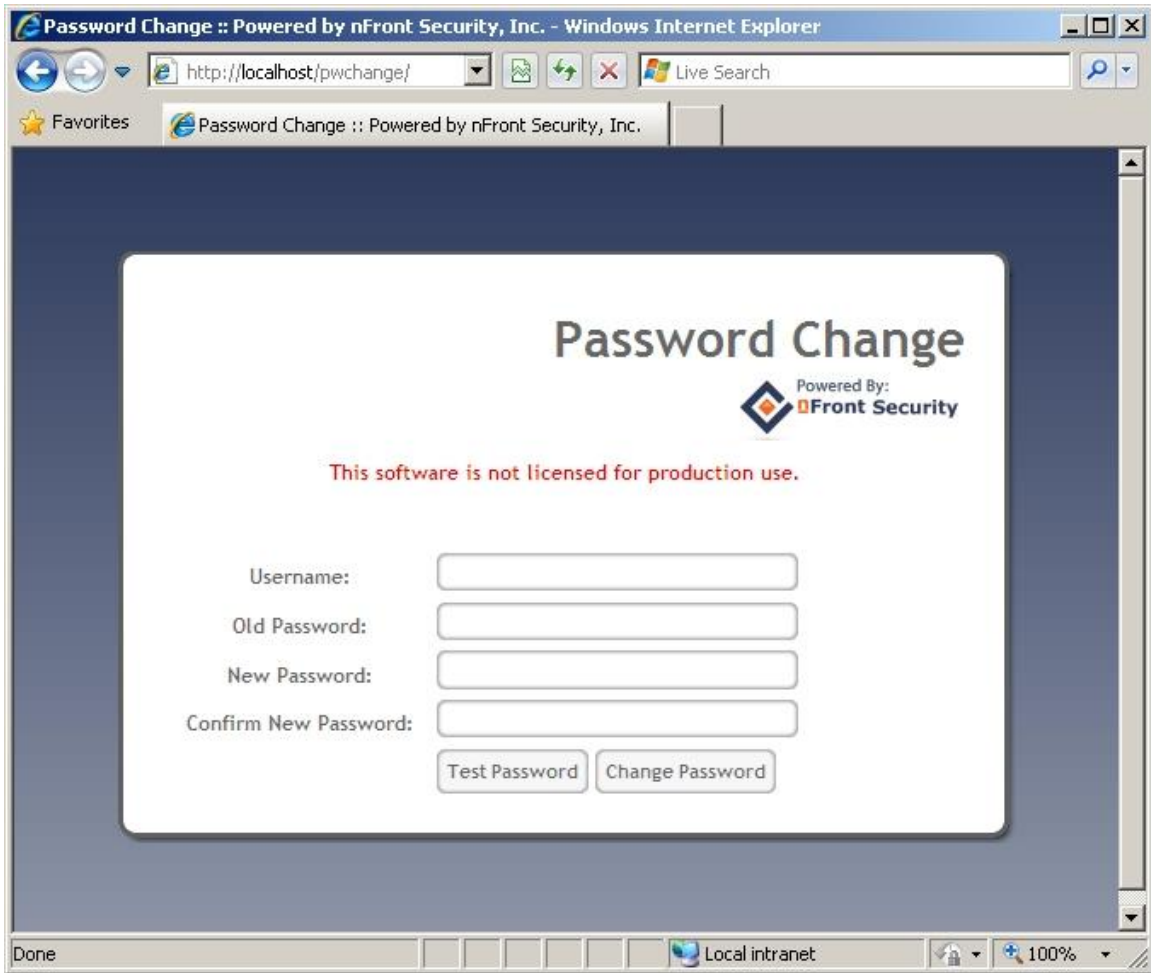 Password Change :: Powered by nFront Security, Inc. - Windows Internet Explorer
http://localhost/pwchange/
Live Search
Favorites
Password Change :: Powered by nFront Security, Inc.
Password Change
Powered By:
nFront Security
This software is not licensed for production use.
Username:
Old Password:
New Password:
Confirm New Password:
Test Password Change Password
Done
Local intranet
100%